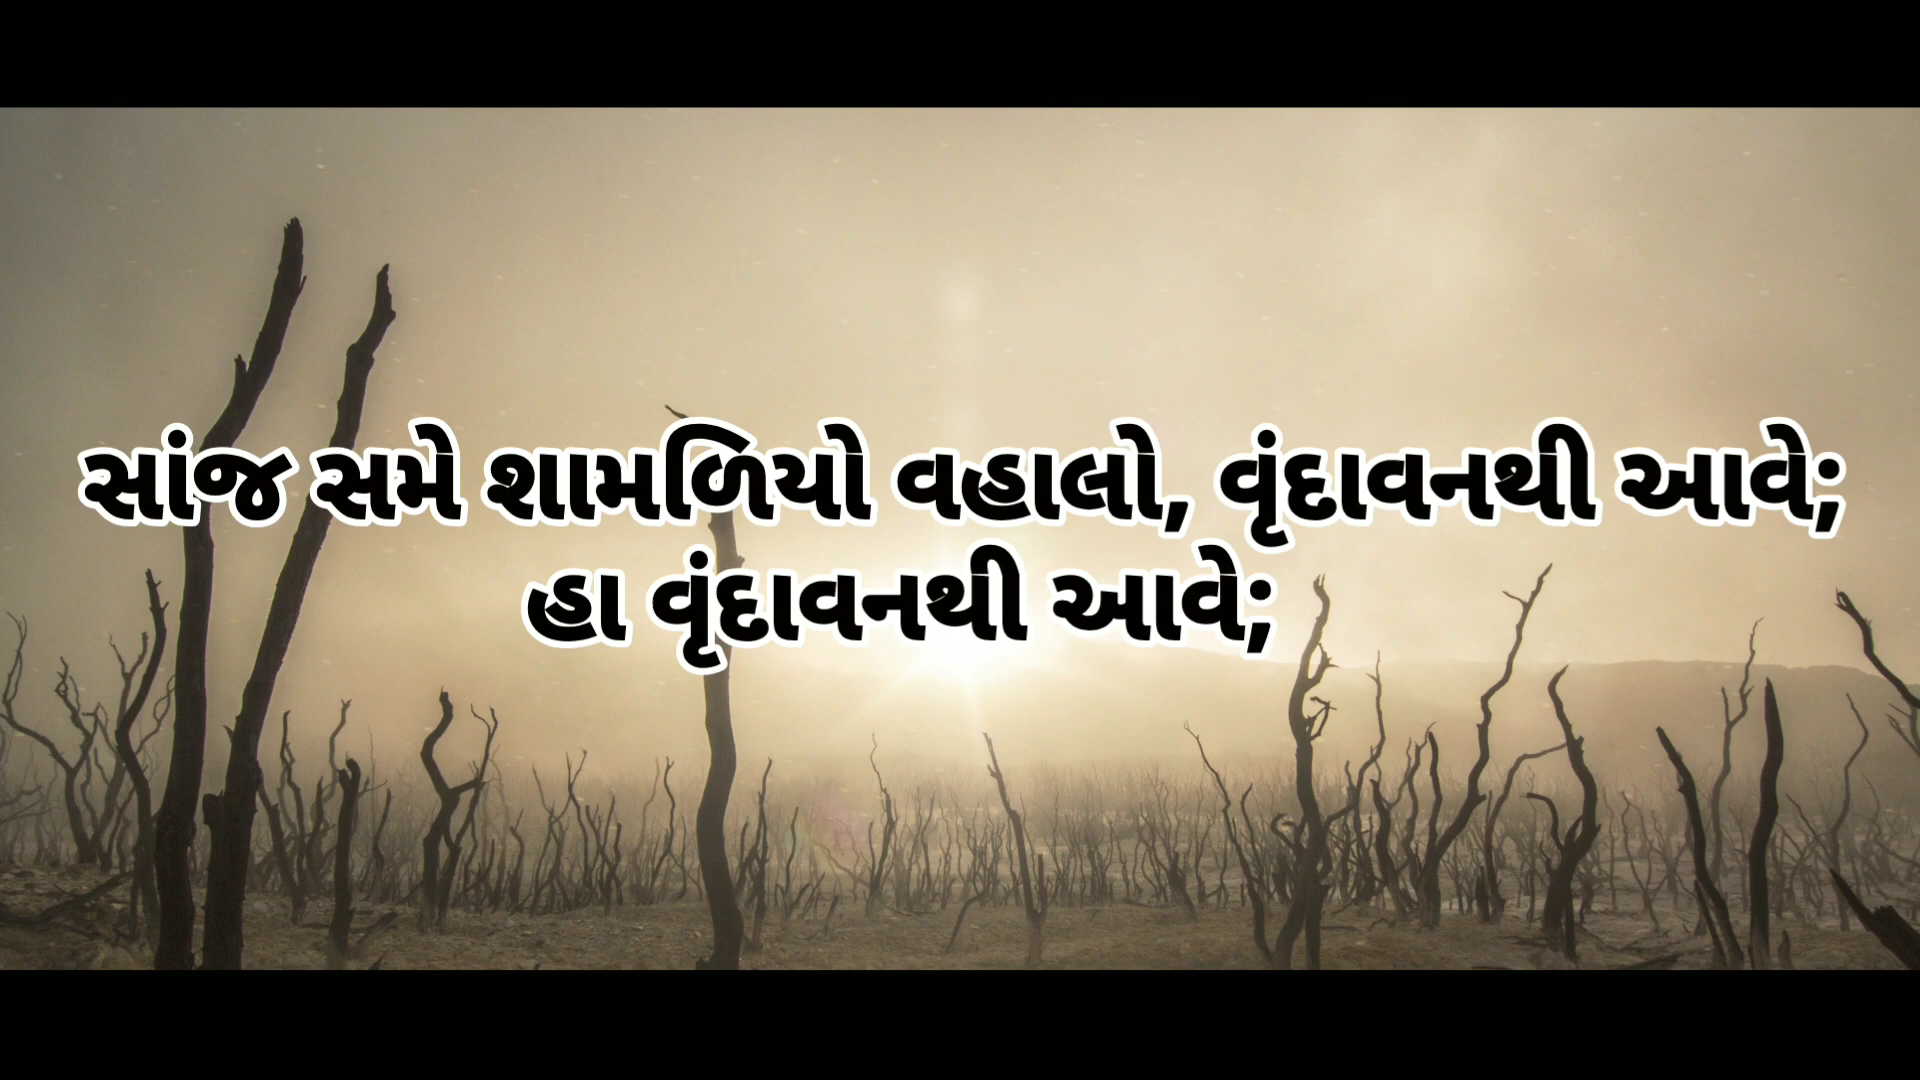 સાંજ સમે શામળિયો વહાલો, વૃંદાવનથી આવે;
હા વૃંદાવનથી આવે;